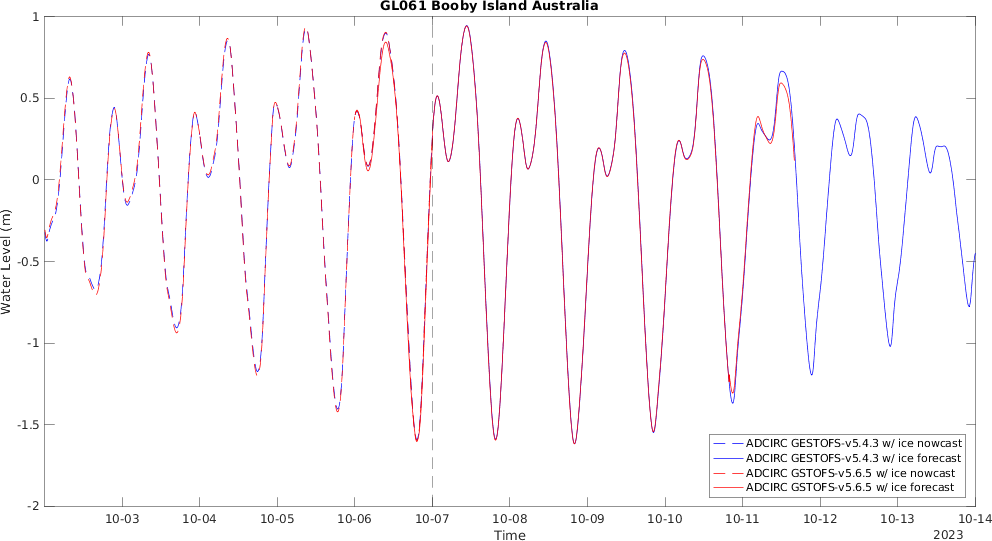 GL061 Booby Island Australia
1
0.5
0
-0.5
-1
-1.5
-2
Water Level (m)
10-03 10-04 10-05 10-06 10-07 10-08 10-09 10-10 10-11 10-12 10-13 10-14
Time
2023
ADCIRC GESTOFS-v5.4.3 w/ ice nowcast
ADCIRC GESTOFS-v5.4.3 w/ ice forecast
ADCIRC GSTOFS-v5.6.5 w/ ice nowcast
ADCIRC GSTOFS-v5.6.5 w/ ice forecast